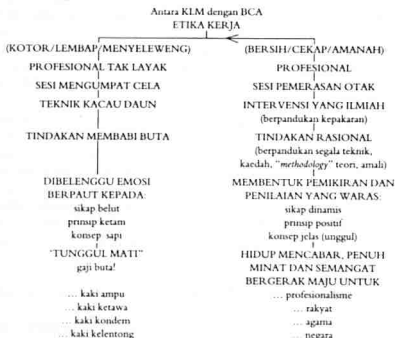 Antara KLM dengan BCA
ETIKA KERJA
(KOTOR/LEMBAP/MENYELEWENG)
PROFESIONAL TAK LAYAK
SESI MENGUMPAT CELA
TEKNIK KACAU DAUN
TINDAKAN MEMBABI BUTA
DIBELENGGU EMOSI
BERPAUT KEPADA:
sikap belut
prinsip ketam
konsep sapi
"TUNGGUL MATI"
gaji buta!
... kaki ampu
... kaki ketawa
... kaki kondem
... kaki kelentong
(BERSIH/CEKAP/AMANAH)
PROFESIONAL
SESI PEMERASAN OTAK
INTERVENSI YANG ILMIAH
(berpandukan kepakaran)
TINDAKAN RASIONAL
(berpandukan segala teknik,
kaedah, "methodology" teori, amali)
MEMBENTUK PEMIKIRAN DAN
PENILAIAN YANG WARAS:
sikap dinamis
prinsip positif
konsep jelas (unggul)
HIDUP MENCABAR, PENUH
MINAT DAN SEMANGAT
BERGERAK MAJU UNTUK
... profesionalisme
... rakyat
... agama
... negara